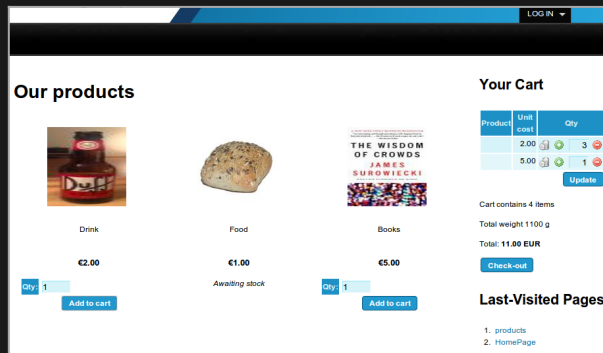 LOG IN
Our products
Duff
THE WISDOM
OF CROWDS
JAMES
SUROWIECKI
Drink
Food
Books
€2.00
€1.00
€5.00
Awaiting stock
Qty: 1
Qty: 1
Add to cart
Add to cart
Your Cart
Product Unit cost Qty
2.00 3
5.00 1
Update
Cart contains 4 items
Total weight 1100 g
Total: 11.00 EUR
Check-out
Last-Visited Pages
1. products
2. HomePage